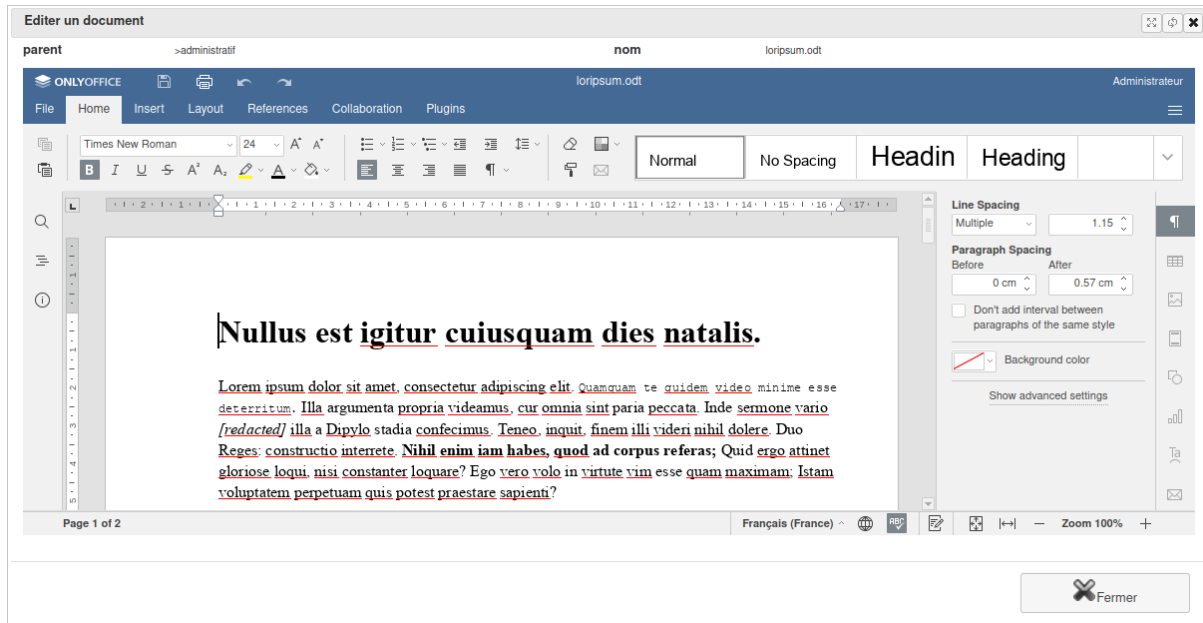 Editer un document
parent >administratif nom loripsum.odt
ONLYOFFICE loripsum.odt Administrateur
File Home Insert Layout References Collaboration Plugins
Times New Roman 24 Normal No Spacing Headin Heading
Line Spacing
Multiple 1.15
Paragraph Spacing
Before After
0 cm 0.57 cm
Don't add interval between
paragraphs of the same style
Background color
Show advanced settings
Nullus est igitur cuiusquam dies natalis.
Lorem ipsum dolor sit amet, consectetur adipiscing elit. Quamquam te quidem video minime esse
deterritum. Illa argumenta propria videamus, cur omnia sint paria peccata. Inde sermone vario
[redacted] illa a Dipylo stadia confecimus. Teneo, inquit, finem illi videri nihil dolere. Duo
Reges: constructio interrete. Nihil enim iam habes, quod ad corpus referas; Quid ergo attinet
gloriose loqui, nisi constanter loquare? Ego vero volo in virtute vim esse quam maximam; Istam
voluptatem perpetuam quis potest praestare sapienti?
Page 1 of 2 Français (France) Zoom 100%
Fermer